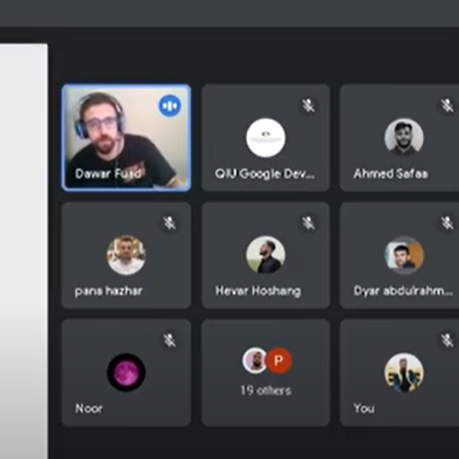 Dawar Fuad
QIU Google Dev...
Ahmed Safaa
pana hazhar
Hevar Hoshang
Dyar abdulrahm...
Noor
P
19 others
You